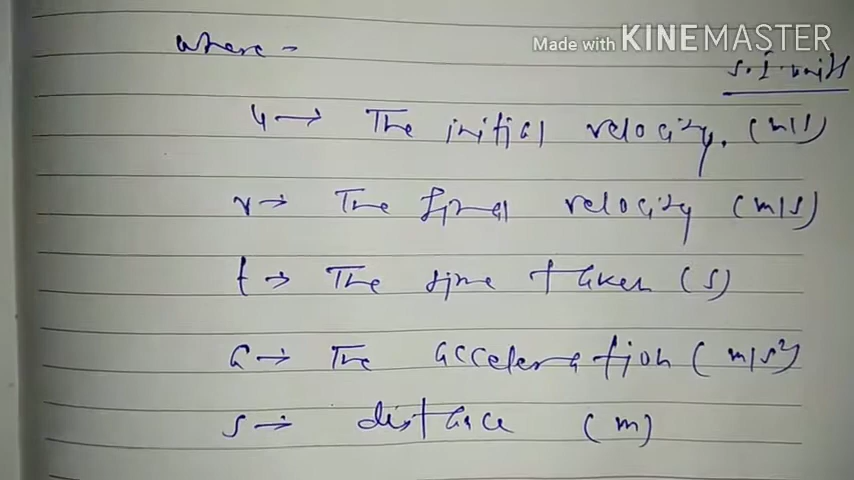 Made with KINEMASTER
where -
S.I. unit
u → The initial velocity. (m/s)
v → The final velocity (m/s)
t → The time taken (s)
a → The acceleration (m/s²)
s → distance (m)